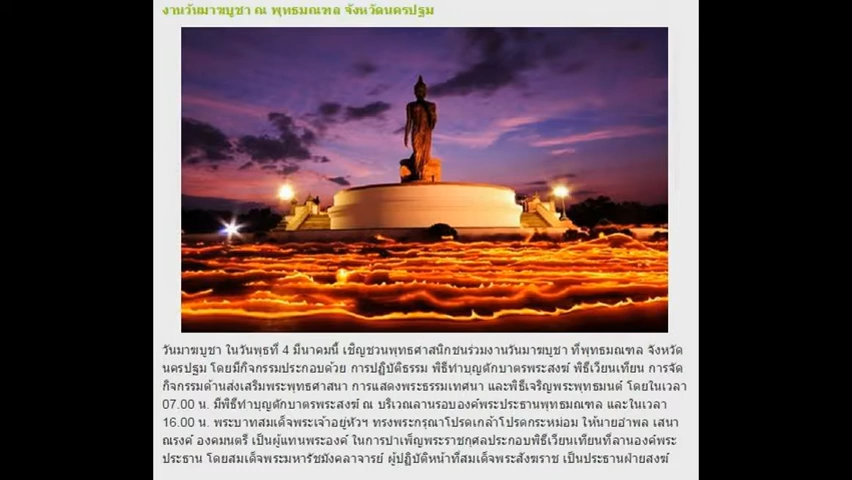 งานวันมาฆบูชา ณ พุทธมณฑล จังหวัดนครปฐม
วันมาฆบูชา ในวันพุธที่ 4 มีนาคมนี้ เชิญชวนพุทธศาสนิกชนร่วมงานวันมาฆบูชา ที่พุทธมณฑล จังหวัด
นครปฐม โดยมีกิจกรรมประกอบด้วย การปฏิบัติธรรม พิธีทำบุญตักบาตรพระสงฆ์ พิธีเวียนเทียน การจัด
กิจกรรมด้านส่งเสริมพระพุทธศาสนา การแสดงพระธรรมเทศนา และพิธีเจริญพระพุทธมนต์ โดยในเวลา
07.00 น. มีพิธีทำบุญตักบาตรพระสงฆ์ ณ บริเวณลานรอบองค์พระประธานพุทธมณฑล และในเวลา
16.00 น. พระบาทสมเด็จพระเจ้าอยู่หัวฯ ทรงพระกรุณาโปรดเกล้าโปรดกระหม่อม ให้นายอำพล เสนา
ณรงค์ องคมนตรี เป็นผู้แทนพระองค์ ในการบำเพ็ญพระราชกุศลประกอบพิธีเวียนเทียนที่ลานองค์พระ
ประธาน โดยสมเด็จพระมหารัชมังคลาจารย์ ผู้ปฏิบัติหน้าที่สมเด็จพระสังฆราช เป็นประธานฝ่ายสงฆ์